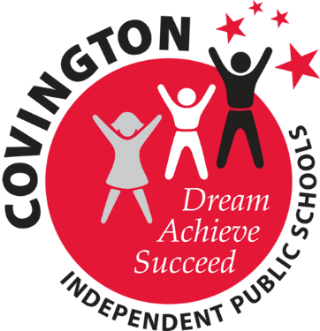 COVINGTON
Dream
Achieve
Succeed
INDEPENDENT PUBLIC SCHOOLS